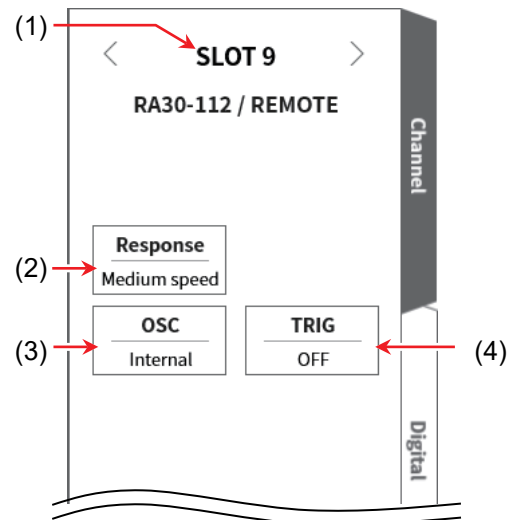 (1)
SLOT 9
RA30-112 / REMOTE
Channel
(2)
Response
Medium speed
(3)
OSC
Internal
TRIG
OFF
(4)
Digital